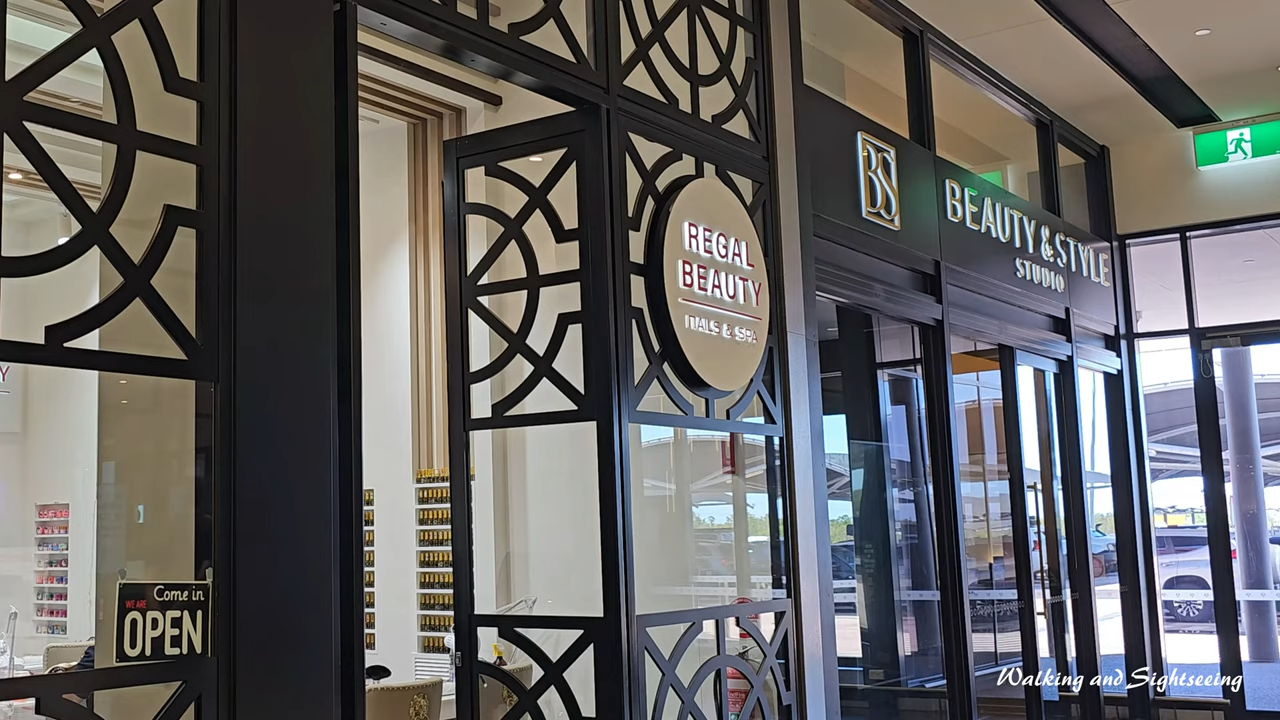 REGAL
BEAUTY
NAILS & SPA
BS
BEAUTY & STYLE
STUDIO
Come in
WE ARE
OPEN
Walking and Sightseeing